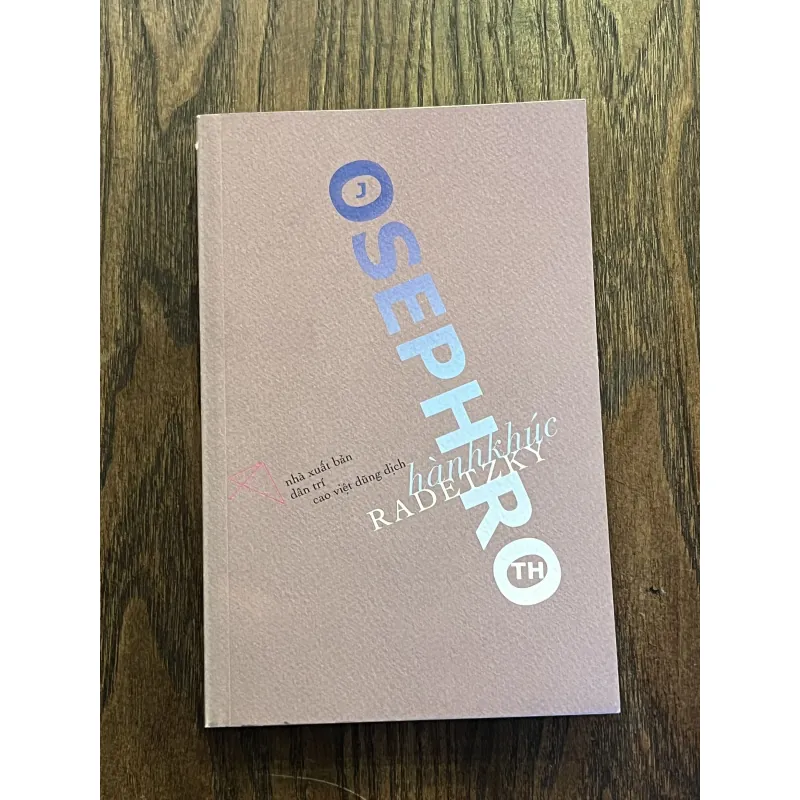 JOSEPH ROTH
hành khúc
RADETZKY
nhà xuất bản
dân trí
cao việt dũng dịch